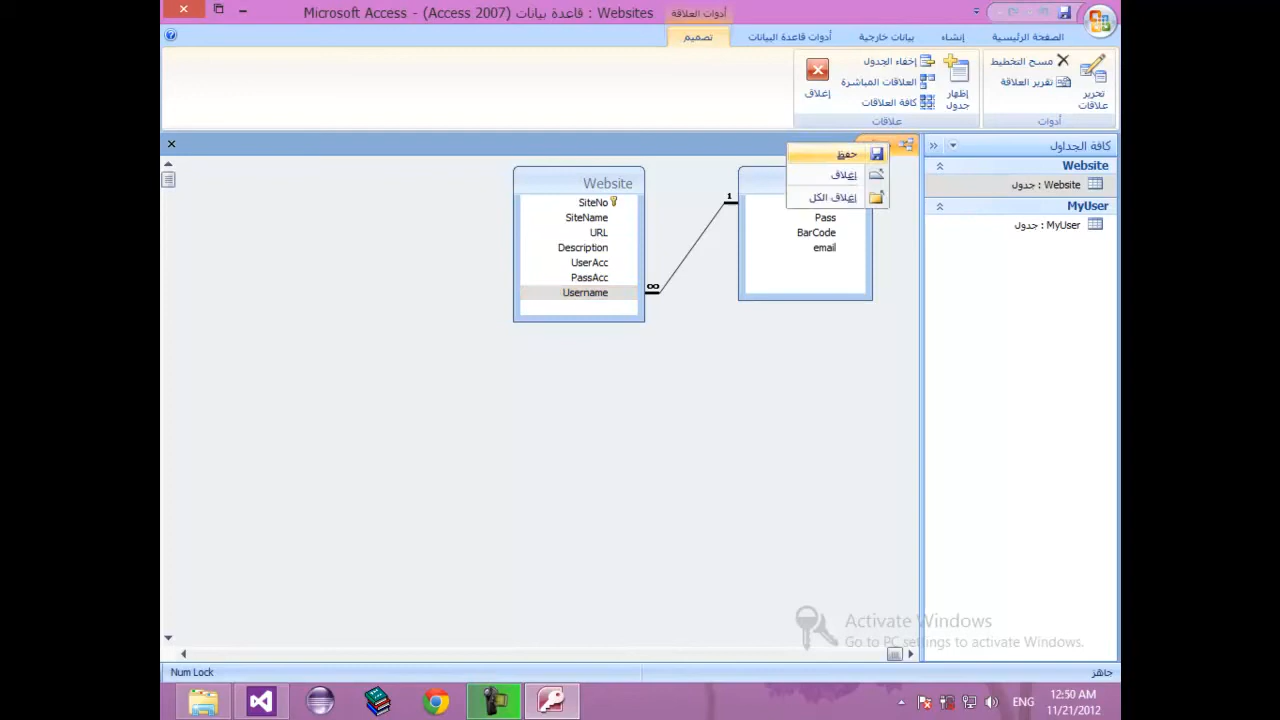 Microsoft Access - (Access 2007) قاعدة بيانات : Websites
أدوات العلاقة
الصفحة الرئيسية
إنشاء
بيانات خارجية
أدوات قاعدة البيانات
تصميم
تحرير علاقات
مسح التخطيط
تقرير العلاقة
أدوات
إظهار جدول
إخفاء الجدول
العلاقات المباشرة
كافة العلاقات
إغلاق
علاقات
كافة الجداول
Website
Website : جدول
MyUser
MyUser : جدول
حفظ
إغلاق
إغلاق الكل
Pass
BarCode
email
1
∞
Website
SiteNo
SiteName
URL
Description
UserAcc
PassAcc
Username
Activate Windows
Go to PC settings to activate Windows.
Num Lock
جاهز
ENG
12:50 AM
11/21/2012